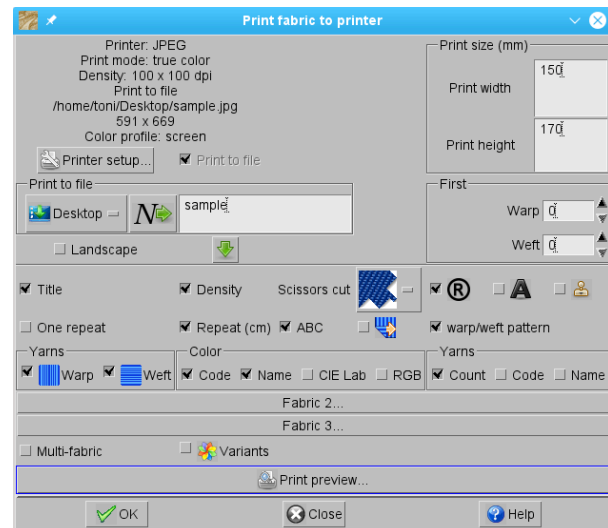 Print fabric to printer
Printer: JPEG
Print mode: true color
Density: 100 x 100 dpi
Print to file
/home/toni/Desktop/sample.jpg
591 x 669
Color profile: screen
Printer setup...
Print to file
Print size (mm)
Print width
150
Print height
170
Print to file
Desktop
N
sample
Landscape
First
Warp 0
Weft 0
Title
Density
Scissors cut
®
A
One repeat
Repeat (cm)
ABC
warp/weft pattern
Yarns
Warp
Weft
Color
Code
Name
CIE Lab
RGB
Yarns
Count
Code
Name
Fabric 2...
Fabric 3...
Multi-fabric
Variants
Print preview...
OK
Close
Help